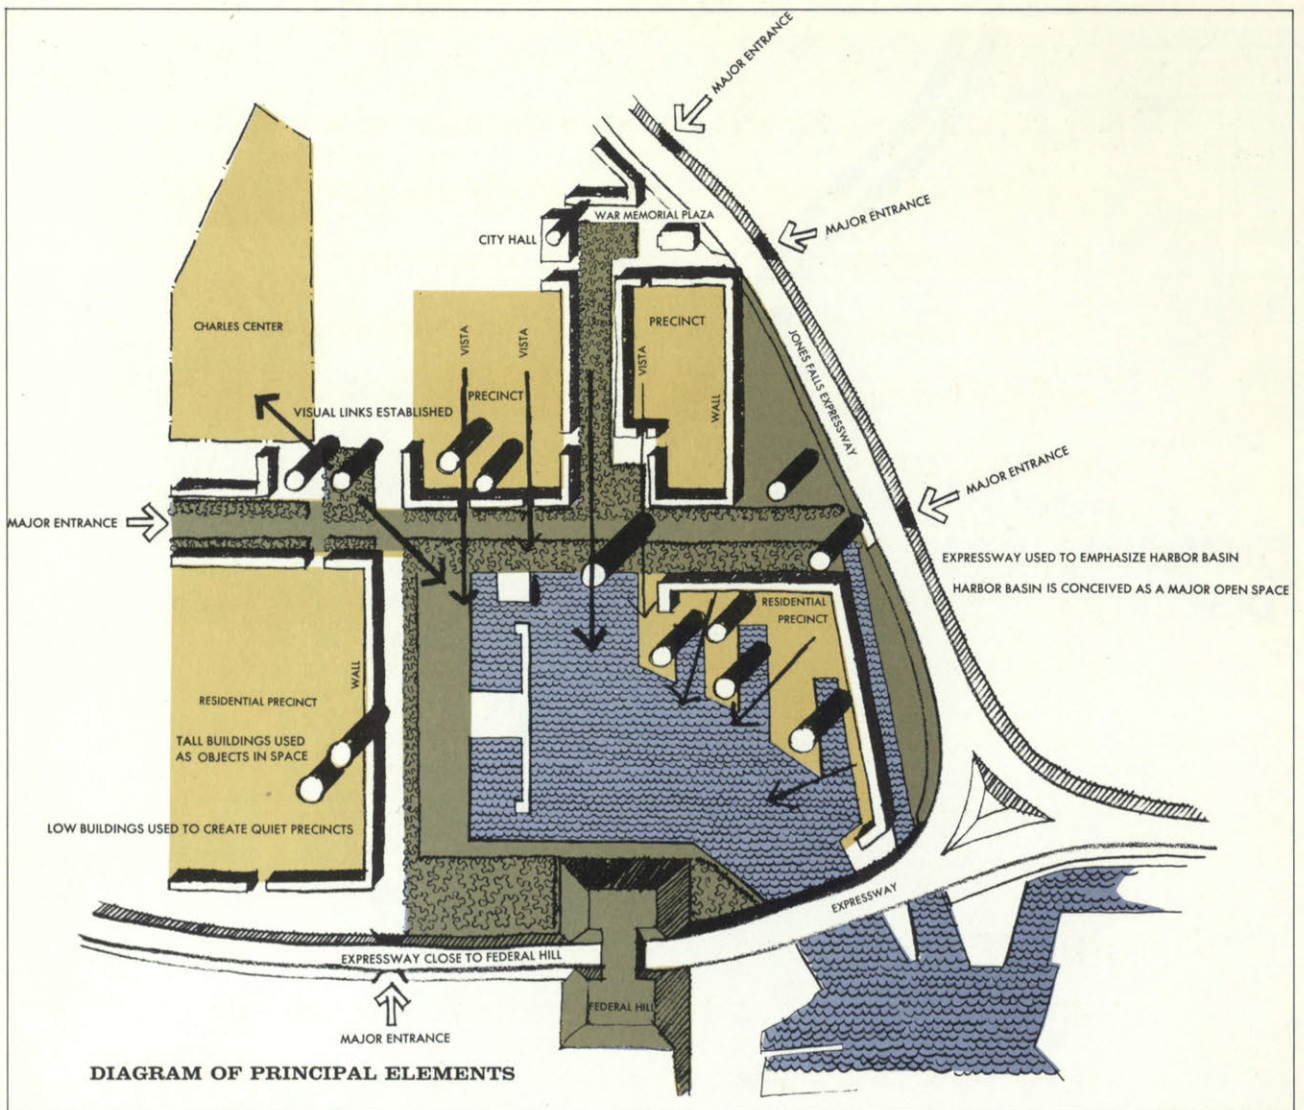 MAJOR ENTRANCE
MAJOR ENTRANCE
WAR MEMORIAL PLAZA
CITY HALL
CHARLES CENTER
PRECINCT
VISTA
VISTA
VISTA
JONES FALLS EXPRESSWAY
PRECINCT
WALL
VISUAL LINKS ESTABLISHED
MAJOR ENTRANCE
MAJOR ENTRANCE
EXPRESSWAY USED TO EMPHASIZE HARBOR BASIN
HARBOR BASIN IS CONCEIVED AS A MAJOR OPEN SPACE
RESIDENTIAL
PRECINCT
WALL
RESIDENTIAL PRECINCT
TALL BUILDINGS USED
AS OBJECTS IN SPACE
LOW BUILDINGS USED TO CREATE QUIET PRECINCTS
EXPRESSWAY
EXPRESSWAY CLOSE TO FEDERAL HILL
FEDERAL HILL
MAJOR ENTRANCE
DIAGRAM OF PRINCIPAL ELEMENTS